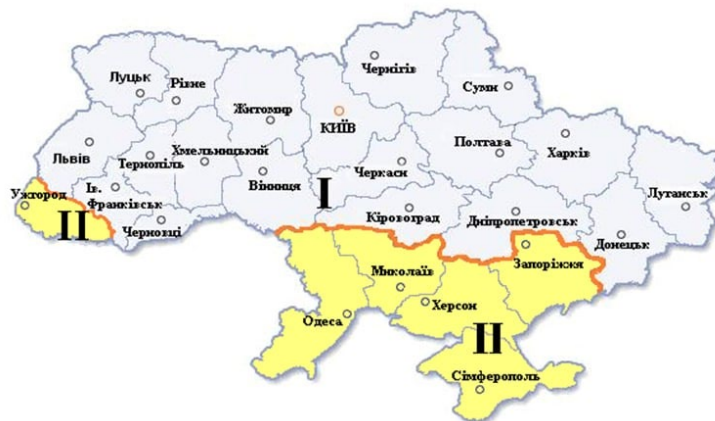 Чернігів
Луцьк
Рівне
Суми
Житомир
КИЇВ
Полтава
Харків
Львів
Хмельницький
Тернопіль
Черкаси
Вінниця
Ужгород
Ів.
Франківськ
I
Луганськ
Кіровоград
Дніпропетровськ
II
Черновці
Донецьк
Запоріжжя
Миколаїв
Херсон
Одеса
II
Сімферополь